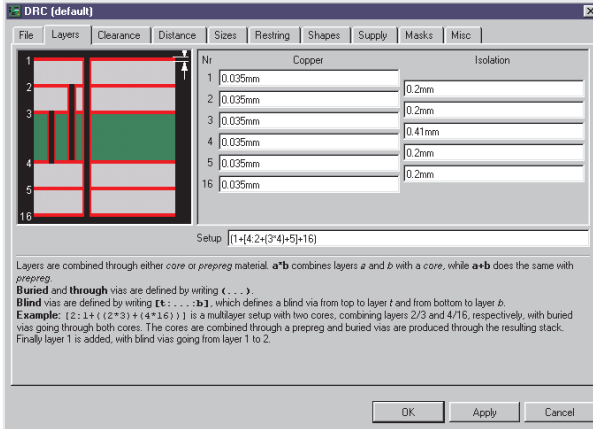 DRC (default)
File Layers Clearance Distance Sizes Restring Shapes Supply Masks Misc
Nr Copper Isolation
1 0.035mm
0.2mm
2 0.035mm
0.2mm
3 0.035mm
0.41mm
4 0.035mm
0.2mm
5 0.035mm
0.2mm
16 0.035mm
1
2
3
4
5
16
Setup (1+[4:2+(3*4)+5]+16)
Layers are combined through either core or prepreg material. a*b combines layers a and b with a core, while a+b does the same with
prepreg.
Buried and through vias are defined by writing (...).
Blind vias are defined by writing [t:...:b], which defines a blind via from top to layer t and from bottom to layer b.
Example: [2:1+((2*3)+(4*16))] is a multilayer setup with two cores, combining layers 2/3 and 4/16, respectively, with buried
vias going through both cores. The cores are combined through a prepreg and buried vias are produced through the resulting stack.
Finally layer 1 is added, with blind vias going from layer 1 to 2.
OK Apply Cancel